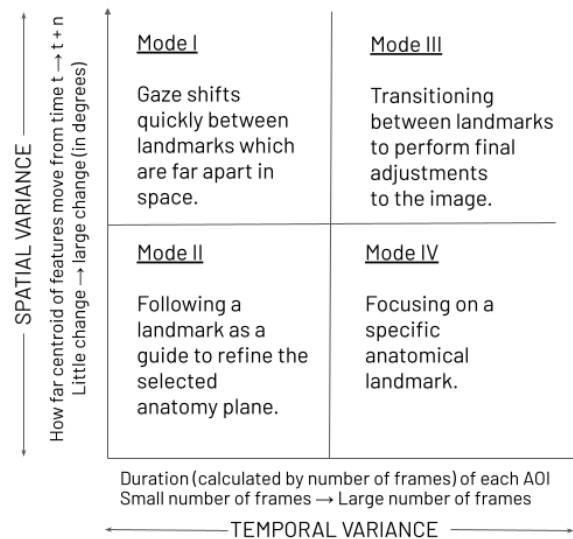 SPATIAL VARIANCE
How far centroid of features move from time t → t + n
Little change → large change (in degrees)
Mode I
Gaze shifts
quickly between
landmarks which
are far apart in
space.
Mode III
Transitioning
between landmarks
to perform final
adjustments
to the image.
Mode II
Following a
landmark as a
guide to refine the
selected
anatomy plane.
Mode IV
Focusing on a
specific
anatomical
landmark.
Duration (calculated by number of frames) of each AOI
Small number of frames → Large number of frames
TEMPORAL VARIANCE